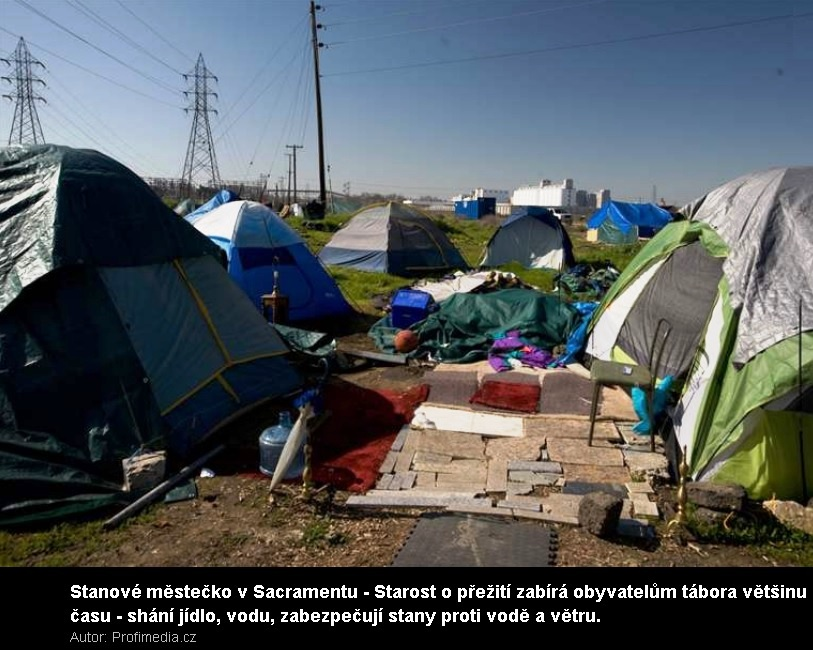 Stanové městečko v Sacramentu - Starost o přežití zabírá obyvatelům tábora většinu
času - shání jídlo, vodu, zabezpečují stany proti vodě a větru.
Autor: Profimedia.cz